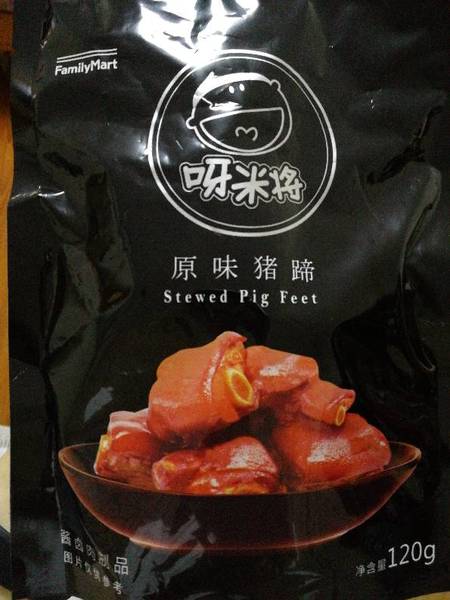 FamilyMart
呀米将
原味猪蹄
Stewed Pig Feet
酱卤肉制品
图片仅供参考
净含量120g